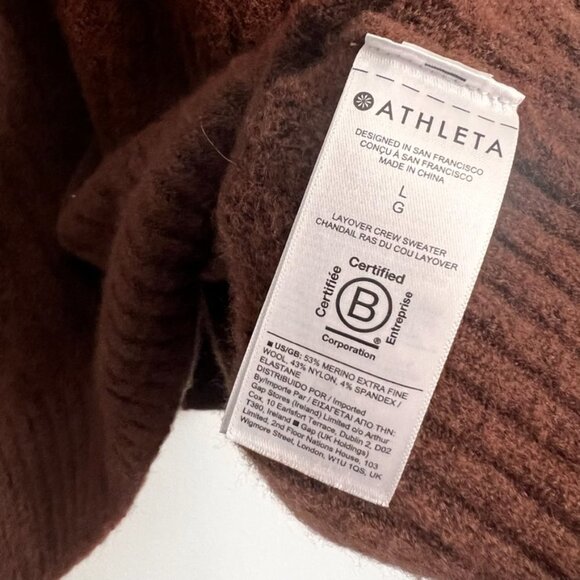 ATHLETA
DESIGNED IN SAN FRANCISCO
CONÇU À SAN FRANCISCO
MADE IN CHINA
L
G
LAYOVER CREW SWEATER
CHANDAIL RAS DU COU LAYOVER
Certified
Certifiée
B
Entreprise
®
Corporation
■ US/GB: 53% MERINO EXTRA FINE
WOOL, 43% NYLON, 4% SPANDEX /
ELASTANE
DISTRIBUIDO POR / Imported
By/Importe Par / ΕΙΣΑΓΕΤΑΙ ΑΠΟ ΤΗΝ:
Gap Stores (Ireland) Limited c/o Arthur
Cox, 10 Earlsfort Terrace, Dublin 2, D02
T380, Ireland ■ Gap (UK Holdings)
Limited, 2nd Floor Nations House, 103
Wigmore Street, London, W1U 1QS, UK